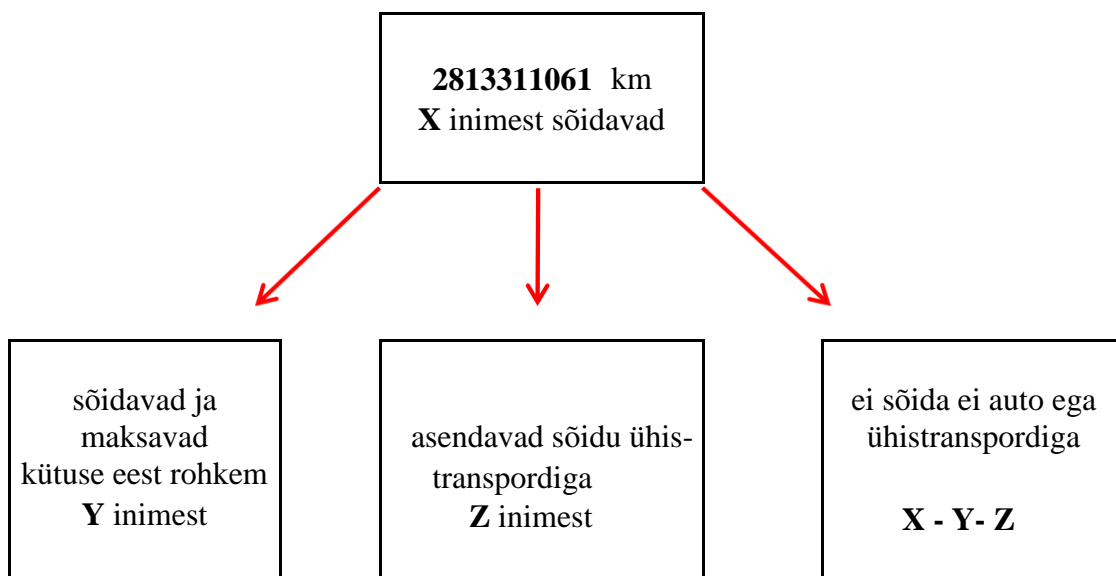 2813311061 km
X inimest sõidavad
sõidavad ja
maksavad
kütuse eest rohkem
Y inimest
asendavad sõidu ühis-
transpordiga
Z inimest
ei sõida ei auto ega
ühistranspordiga
X - Y- Z